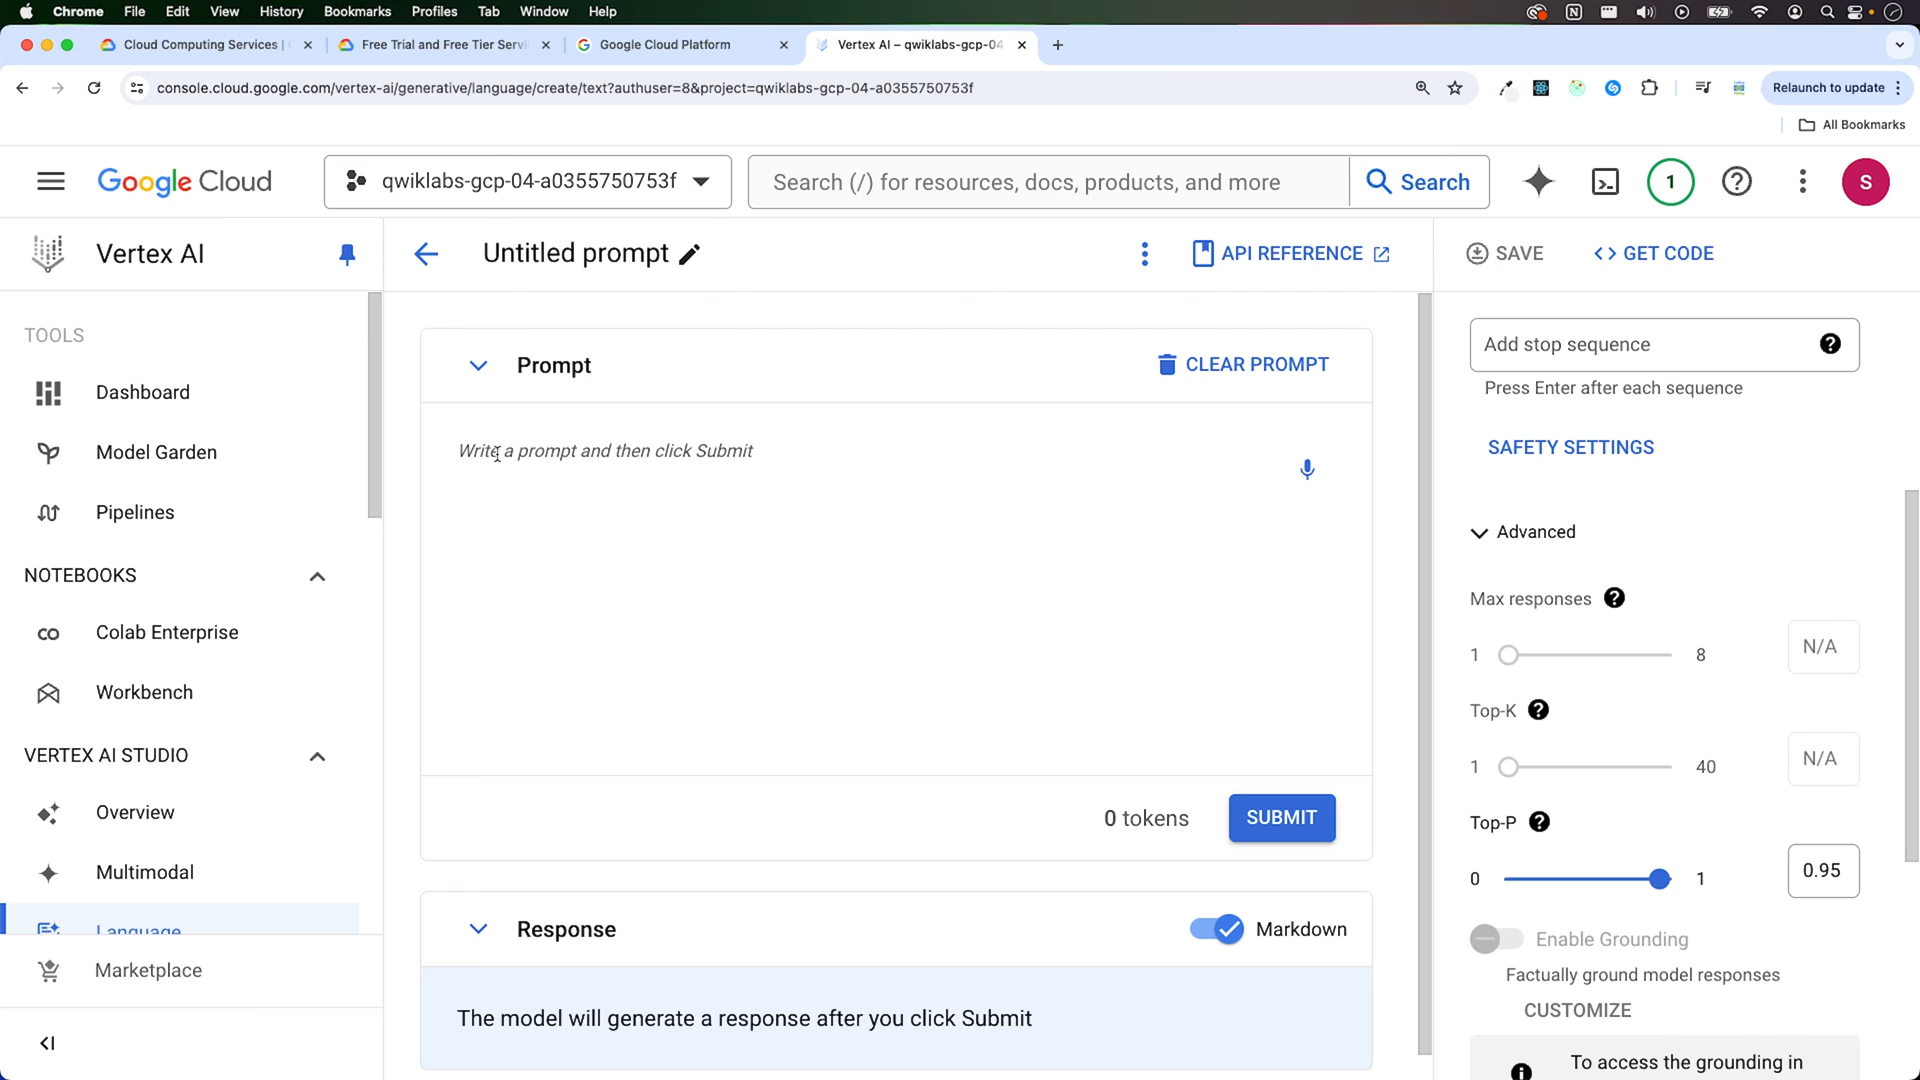 Chrome File Edit View History Bookmarks Profiles Tab Window Help
Cloud Computing Services |
Free Trial and Free Tier Servi
Google Cloud Platform
Vertex AI – qwiklabs-gcp-04
console.cloud.google.com/vertex-ai/generative/language/create/text?authuser=8&project=qwiklabs-gcp-04-a0355750753f
Relaunch to update
All Bookmarks
Google Cloud
qwiklabs-gcp-04-a0355750753f
Search (/) for resources, docs, products, and more
Search
1
S
Vertex AI
TOOLS
Dashboard
Model Garden
Pipelines
NOTEBOOKS
Colab Enterprise
Workbench
VERTEX AI STUDIO
Overview
Multimodal
Language
Marketplace
Untitled prompt
API REFERENCE
Prompt
CLEAR PROMPT
Write a prompt and then click Submit
0 tokens
SUBMIT
Response
Markdown
The model will generate a response after you click Submit
SAVE
<> GET CODE
Add stop sequence
Press Enter after each sequence
SAFETY SETTINGS
Advanced
Max responses
1 8 N/A
Top-K
1 40 N/A
Top-P
0 1 0.95
Enable Grounding
Factually ground model responses
CUSTOMIZE
To access the grounding in